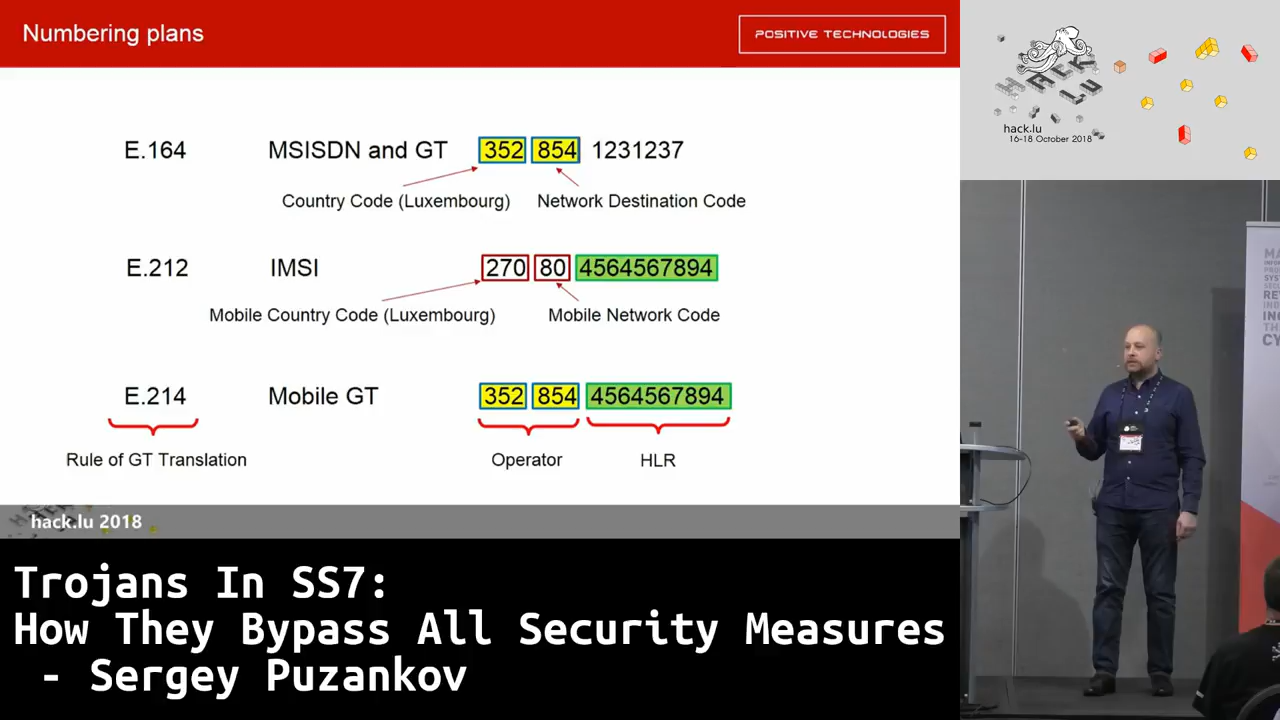 Numbering plans
POSITIVE TECHNOLOGIES
E.164 MSISDN and GT 352 854 1231237
Country Code (Luxembourg) Network Destination Code
E.212 IMSI 270 80 4564567894
Mobile Country Code (Luxembourg) Mobile Network Code
E.214 Mobile GT 352 854 4564567894
Rule of GT Translation Operator HLR
hack.lu 2018
Trojans In SS7:
How They Bypass All Security Measures
- Sergey Puzankov
HACK
LU
hack.lu
16-18 October 2018